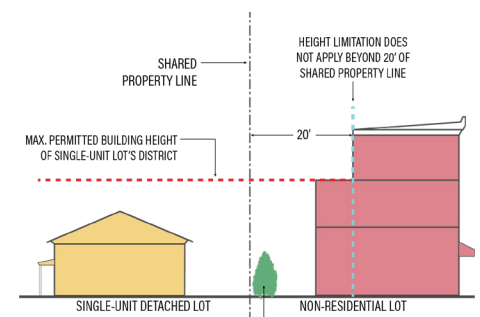 HEIGHT LIMITATION DOES
NOT APPLY BEYOND 20' OF
SHARED PROPERTY LINE
SHARED
PROPERTY LINE
20'
MAX. PERMITTED BUILDING HEIGHT
OF SINGLE-UNIT LOT'S DISTRICT
SINGLE-UNIT DETACHED LOT
NON-RESIDENTIAL LOT